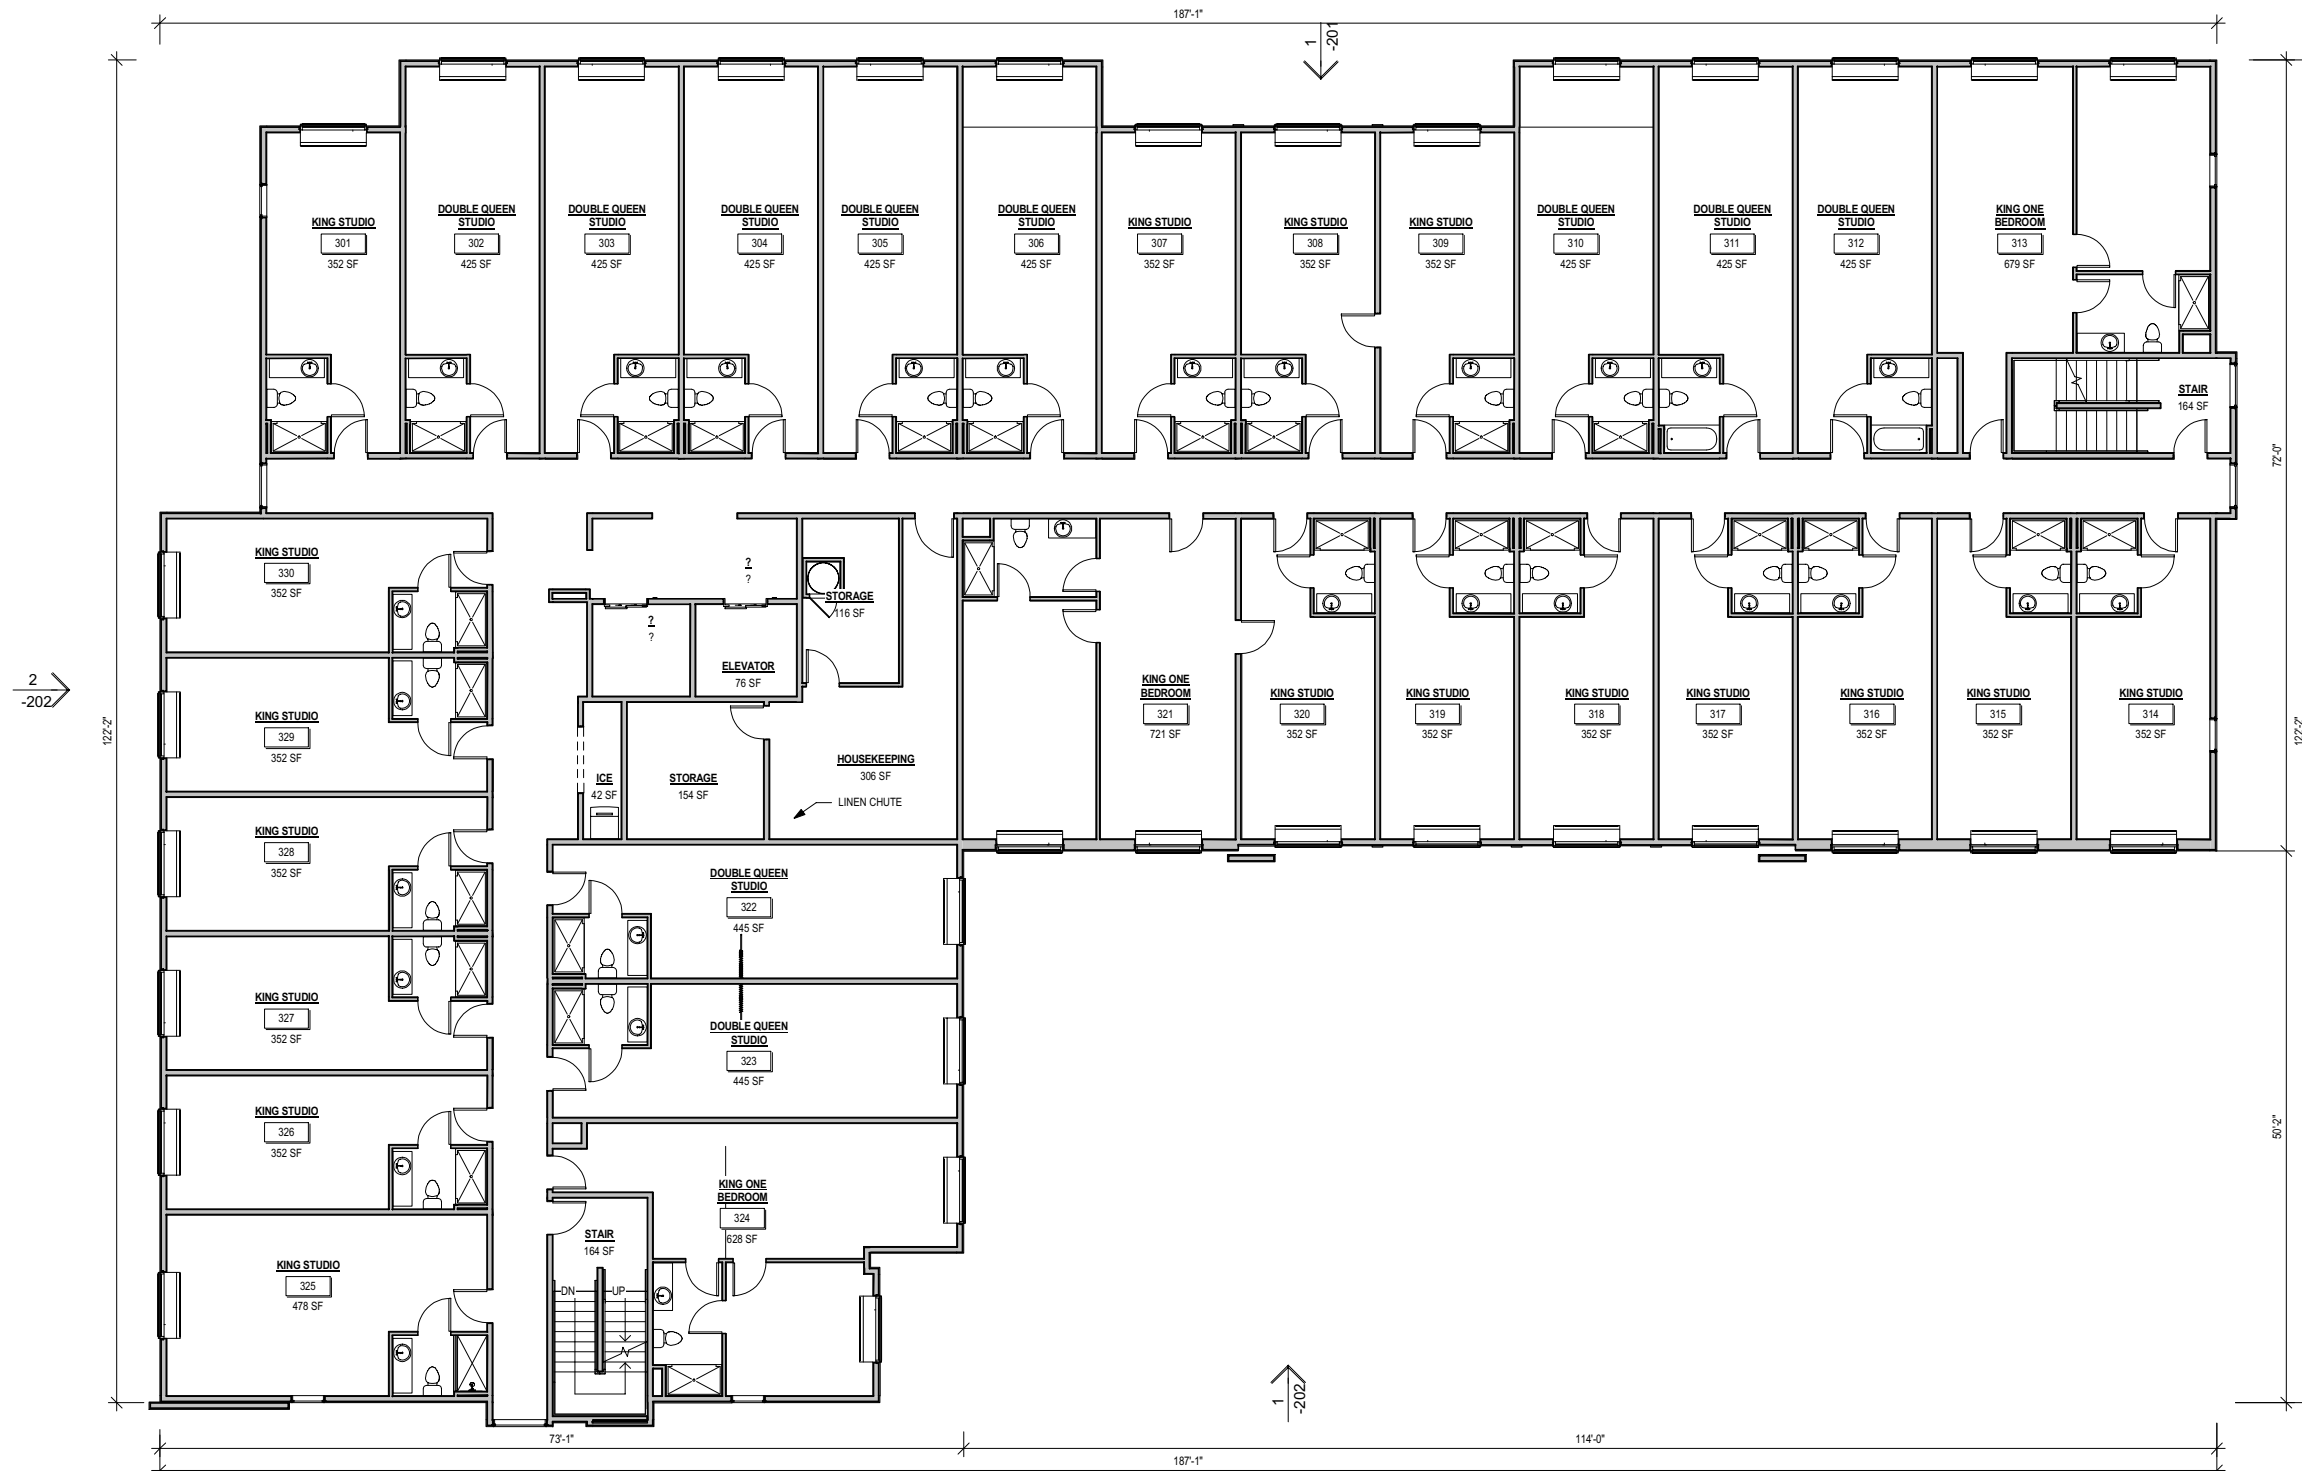 187'-1"
1
-201
KING STUDIO
301
352 SF
DOUBLE QUEEN
STUDIO
302
425 SF
DOUBLE QUEEN
STUDIO
303
425 SF
DOUBLE QUEEN
STUDIO
304
425 SF
DOUBLE QUEEN
STUDIO
305
425 SF
DOUBLE QUEEN
STUDIO
306
425 SF
KING STUDIO
307
352 SF
KING STUDIO
308
352 SF
KING STUDIO
309
352 SF
DOUBLE QUEEN
STUDIO
310
425 SF
DOUBLE QUEEN
STUDIO
311
425 SF
DOUBLE QUEEN
STUDIO
312
425 SF
KING ONE
BEDROOM
313
679 SF
STAIR
164 SF
72'-0"
KING STUDIO
330
352 SF
?
?
?
?
STORAGE
116 SF
ELEVATOR
76 SF
2
-202
122'-2"
KING STUDIO
329
352 SF
KING ONE
BEDROOM
321
721 SF
KING STUDIO
320
352 SF
KING STUDIO
319
352 SF
KING STUDIO
318
352 SF
KING STUDIO
317
352 SF
KING STUDIO
316
352 SF
KING STUDIO
315
352 SF
KING STUDIO
314
352 SF
122'-2"
ICE
42 SF
STORAGE
154 SF
HOUSEKEEPING
306 SF
LINEN CHUTE
KING STUDIO
328
352 SF
DOUBLE QUEEN
STUDIO
322
445 SF
KING STUDIO
327
352 SF
DOUBLE QUEEN
STUDIO
323
445 SF
KING STUDIO
326
352 SF
50'-2"
KING ONE
BEDROOM
324
628 SF
STAIR
164 SF
KING STUDIO
325
478 SF
DN
UP
1
-202
73'-1"
114'-0"
187'-1"